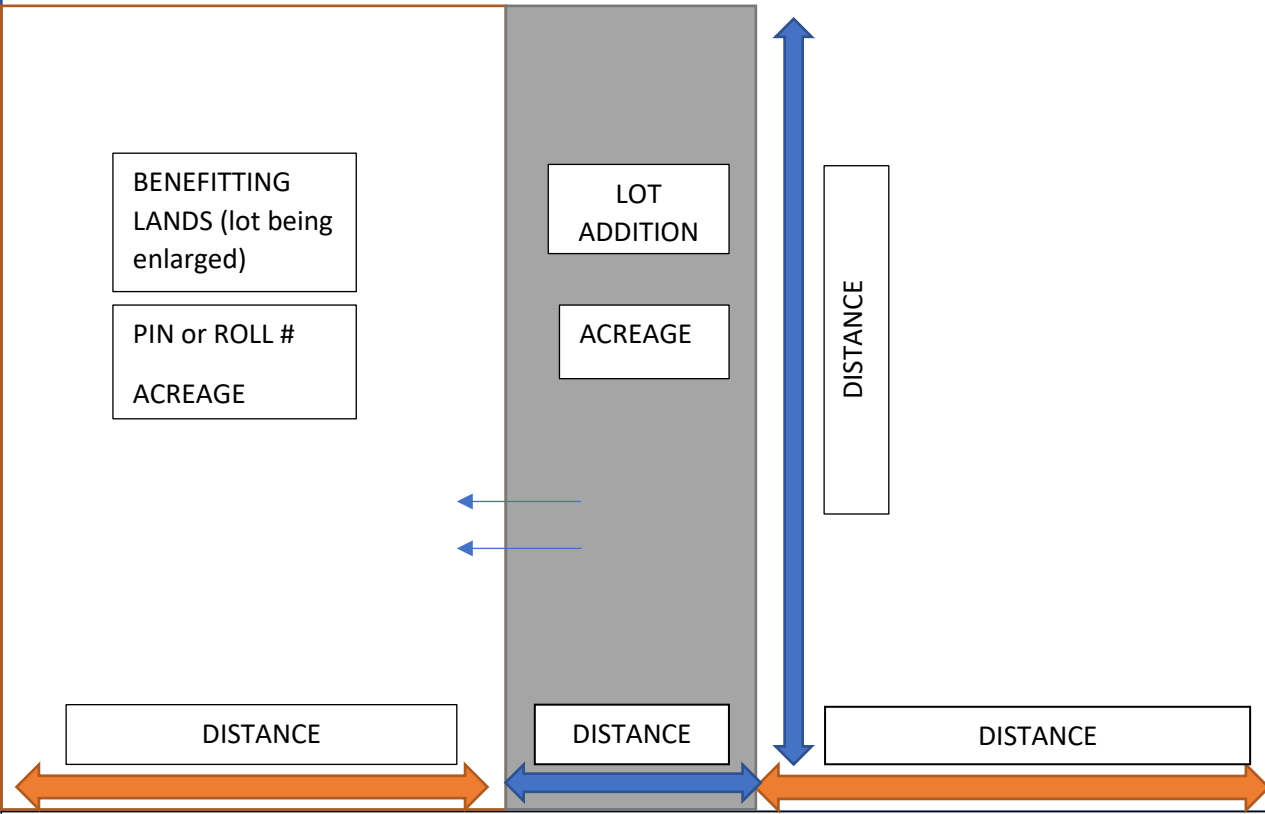 BENEFITTING
LANDS (lot being
enlarged)
PIN or ROLL #
ACREAGE
LOT
ADDITION
ACREAGE
DISTANCE
DISTANCE
DISTANCE
DISTANCE